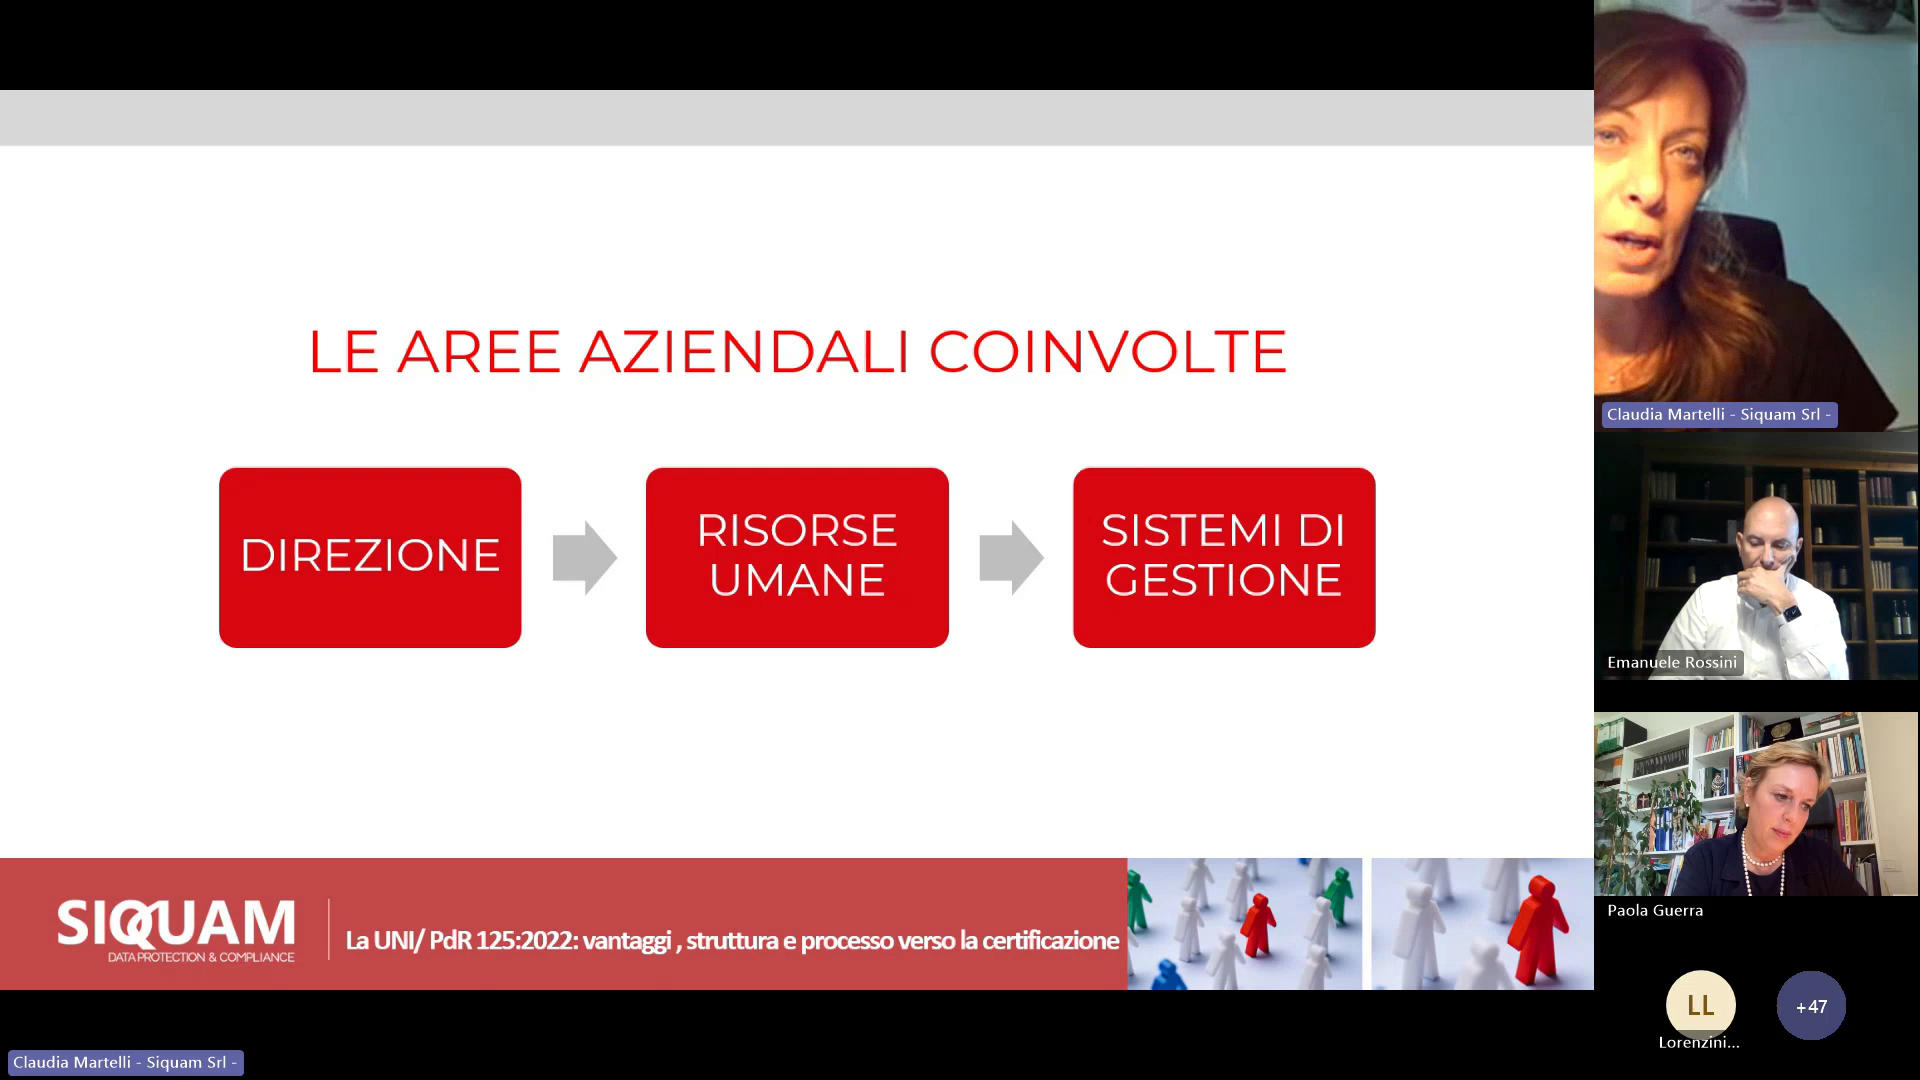 LE AREE AZIENDALI COINVOLTE
DIREZIONE
RISORSE
UMANE
SISTEMI DI
GESTIONE
SIQUAM
DATA PROTECTION & COMPLIANCE
La UNI/ PdR 125:2022: vantaggi , struttura e processo verso la certificazione
Claudia Martelli - Siquam Srl -
Claudia Martelli - Siquam Srl -
Emanuele Rossini
Paola Guerra
LL
Lorenzini...
+47